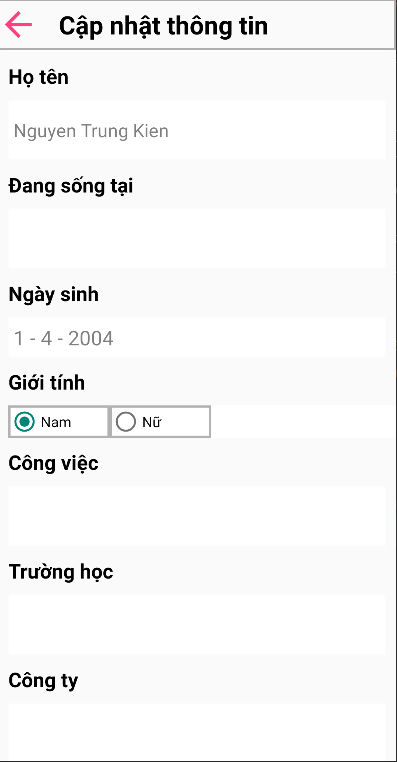 Cập nhật thông tin
Họ tên
Nguyen Trung Kien
Đang sống tại
Ngày sinh
1 - 4 - 2004
Giới tính
Nam Nữ
Công việc
Trường học
Công ty